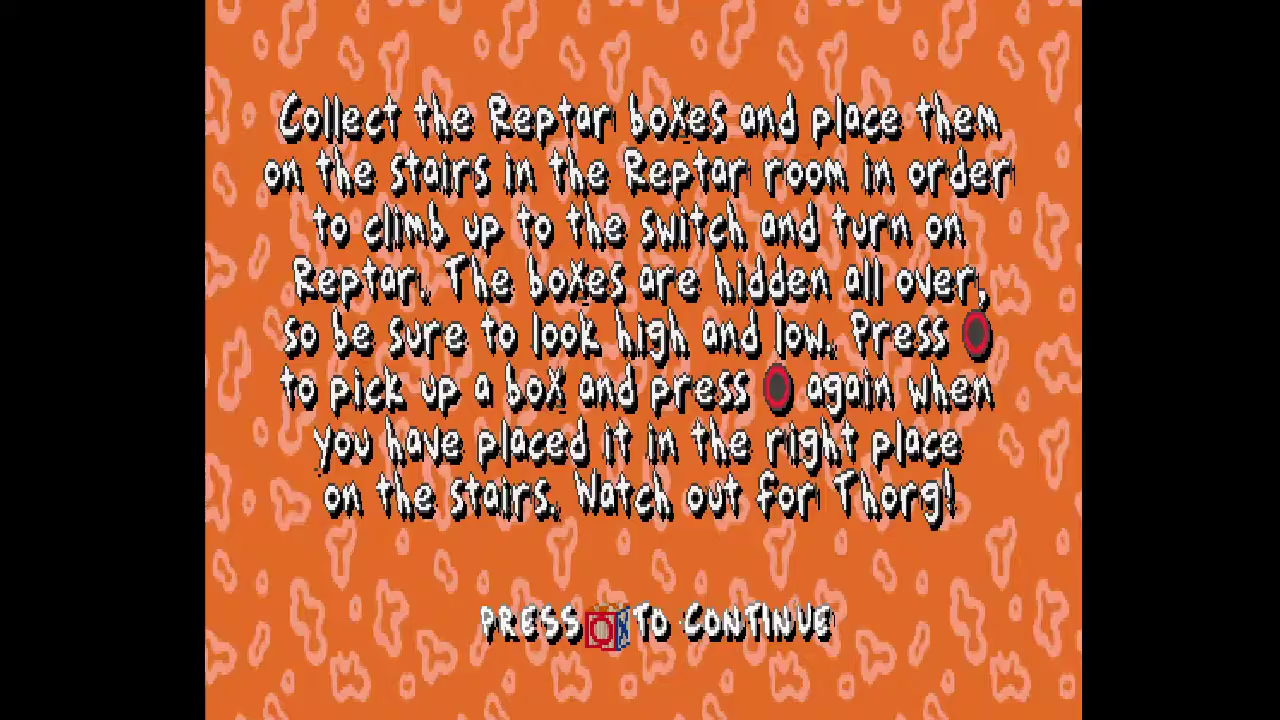 Collect the Reptar boxes and place them
on the stairs in the Reptar room in order
to climb up to the switch and turn on
Reptar. The boxes are hidden all over,
so be sure to look high and low. Press O
to pick up a box and press O again when
you have placed it in the right place
on the stairs. Watch out for Thorg!
PRESS OX TO CONTINUE